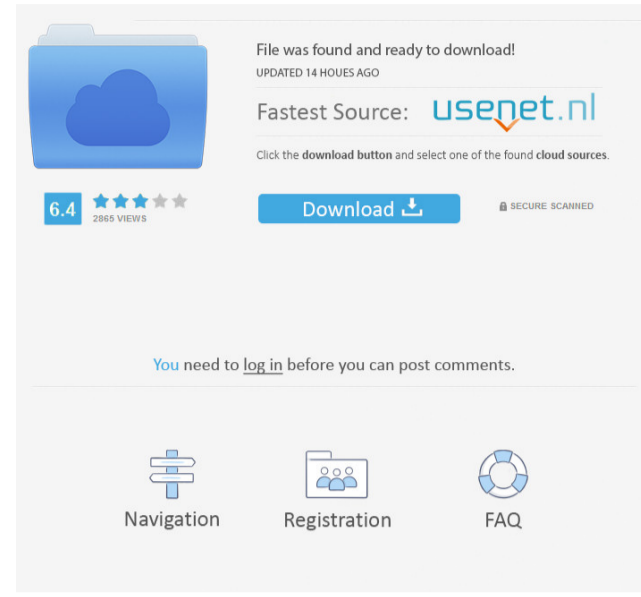 File was found and ready to download!
UPDATED 14 HOUES AGO
Fastest Source: usenet.nl
Click the download button and select one of the found cloud sources.
6.4
2865 VIEWS
Download
SECURE SCANNED
You need to log in before you can post comments.
Navigation
Registration
FAQ